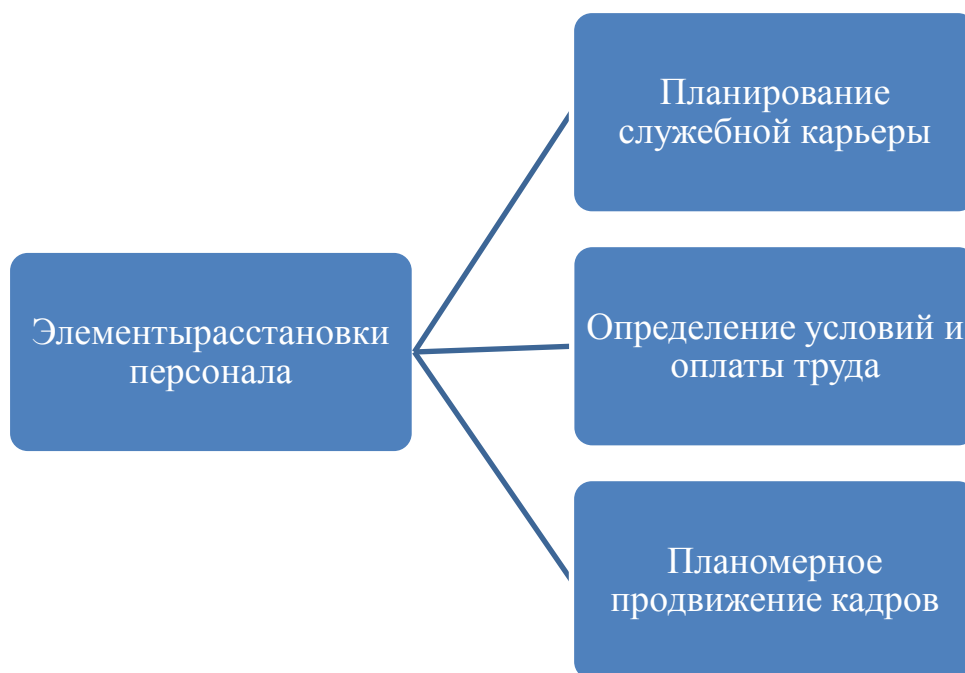 Планирование
служебной карьеры
Элементырасстановки
персонала
Определение условий и
оплаты труда
Планомерное
продвижение кадров